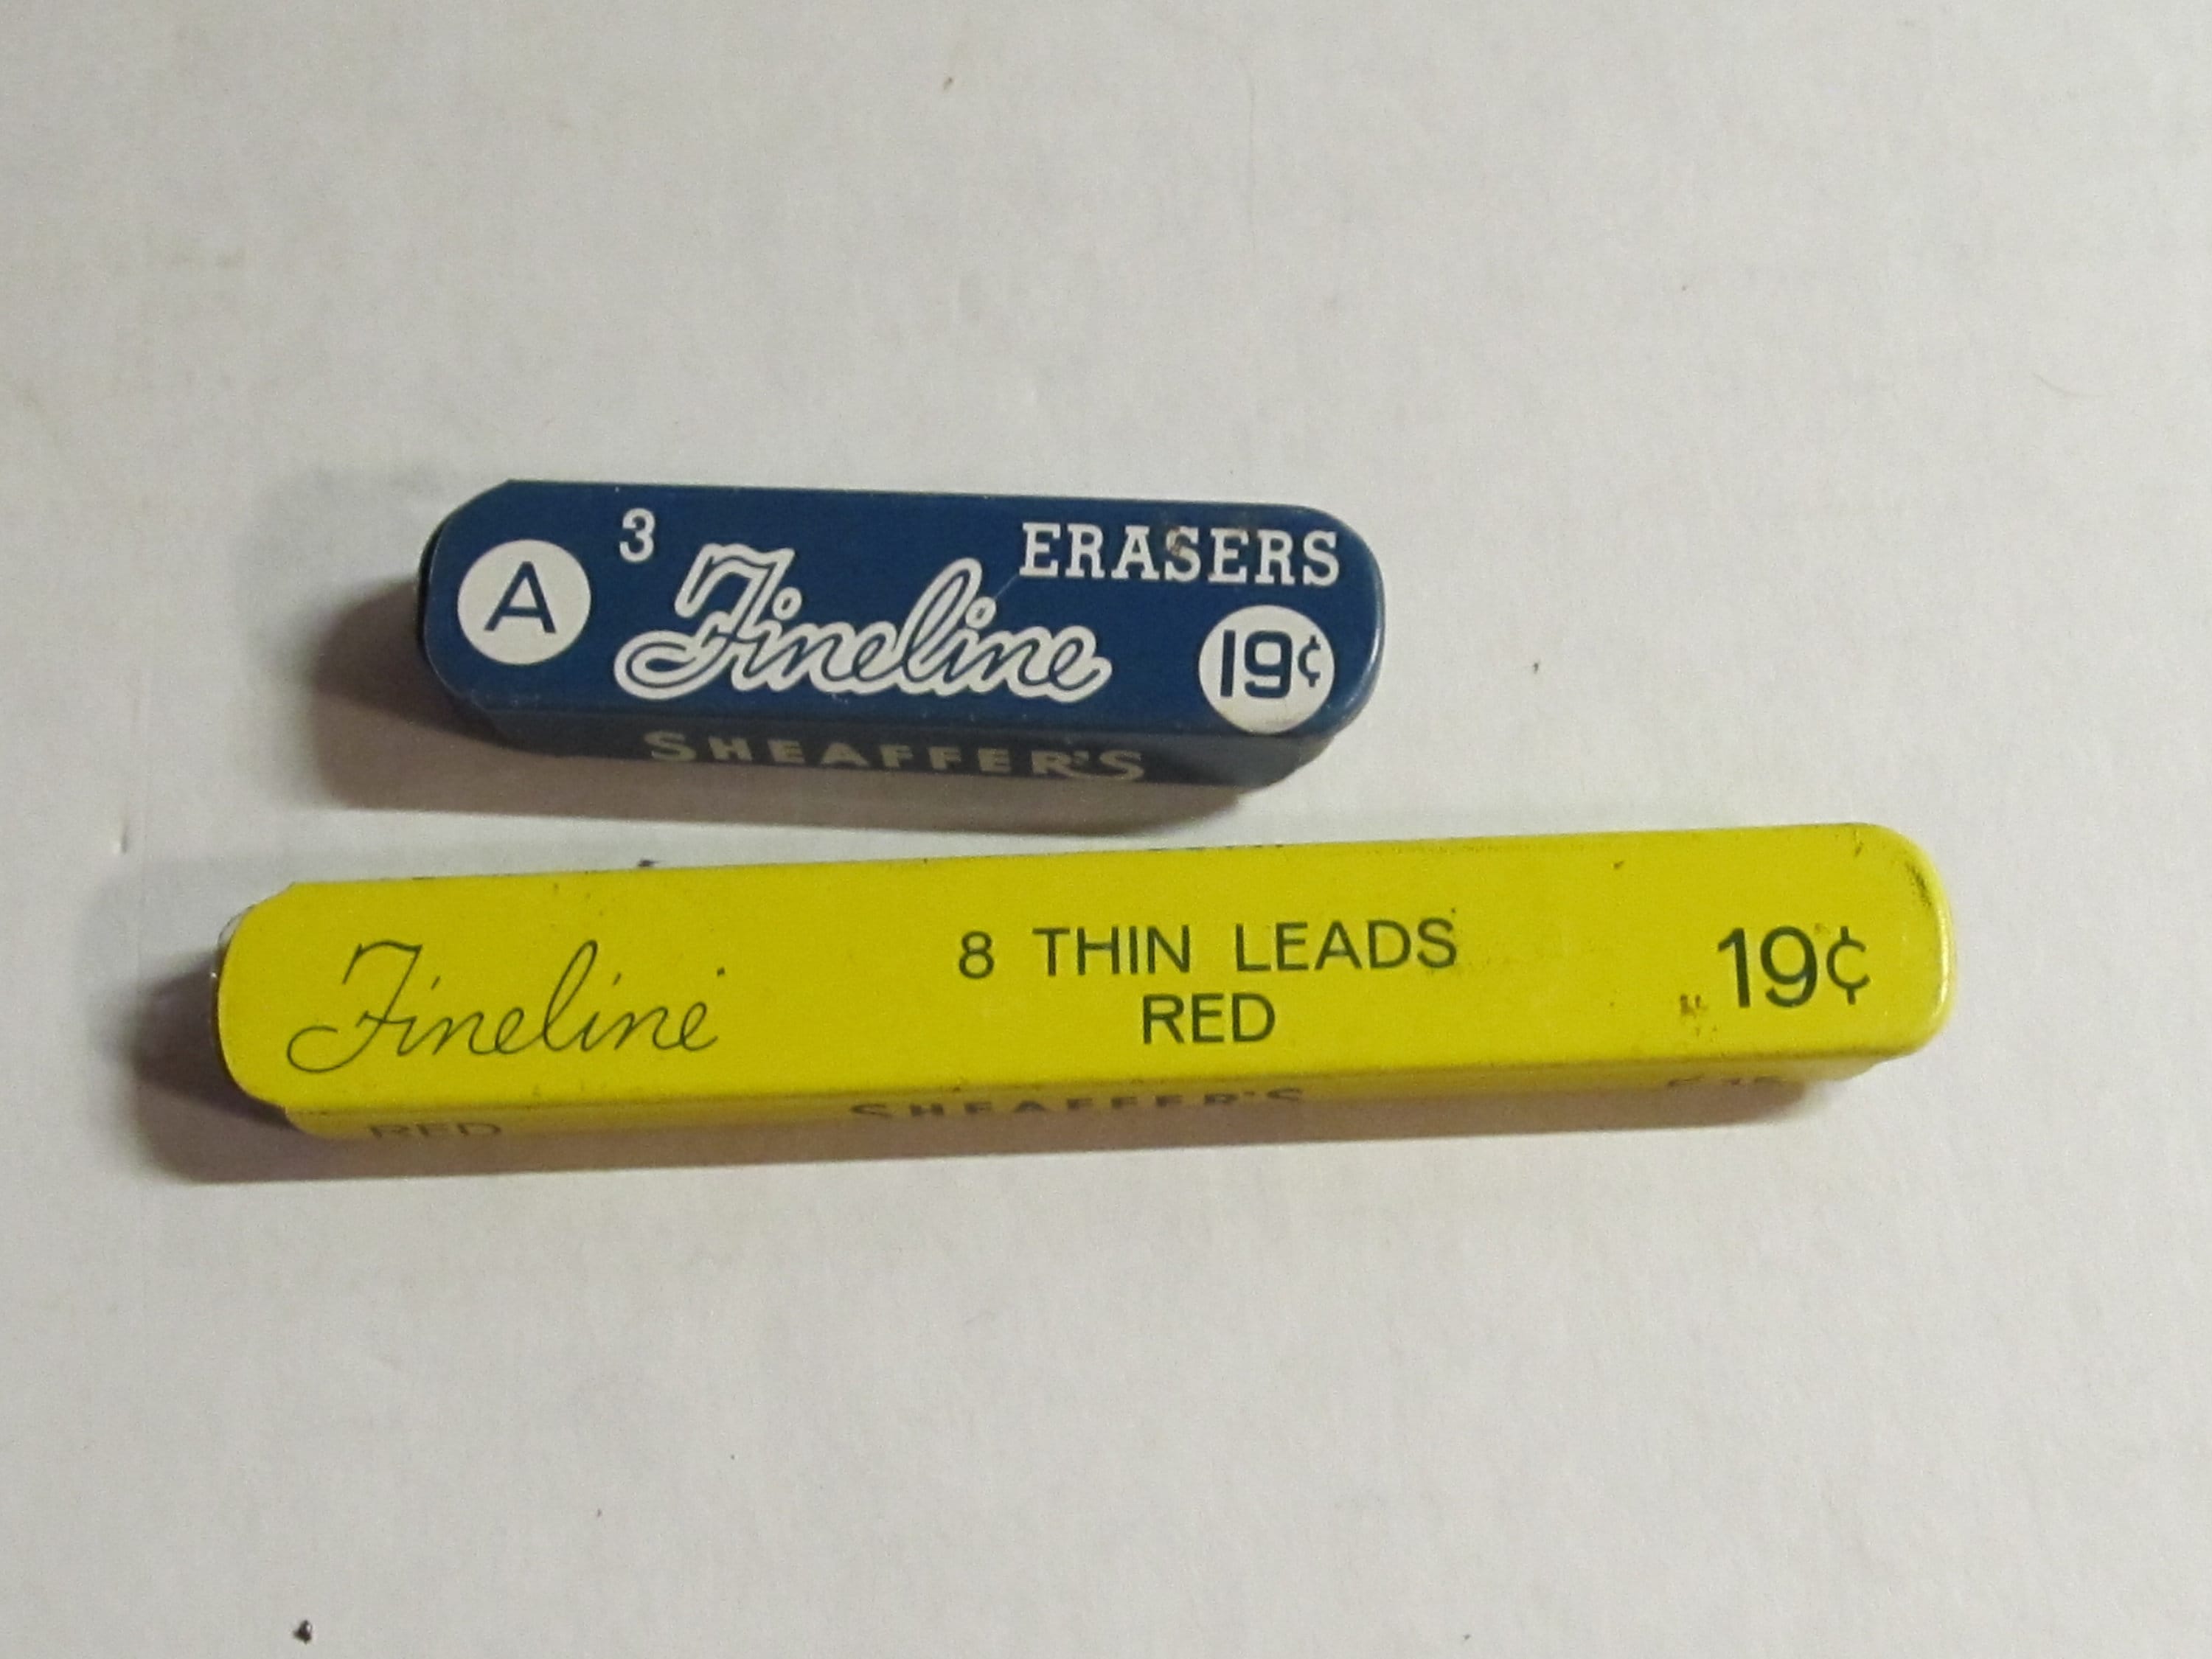 A 3 ERASERS
Fineline 19¢
SHEAFFER'S
Fineline 8 THIN LEADS 19¢
RED
RED SHEAFFER'S